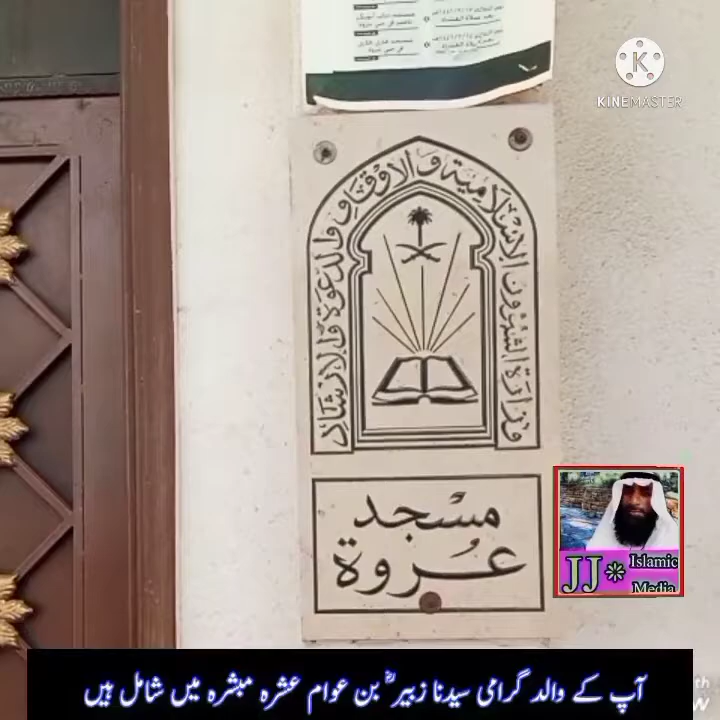 KINEMASTER
وزارة الشؤون الإسلامية والأوقاف والدعوة والإرشاد
مسجد
عروة
JJ
Islamic
Media
آپ کے والد گرامی سیدنا زبیرؓ بن عوام عشرہ مبشرہ میں شامل ہیں